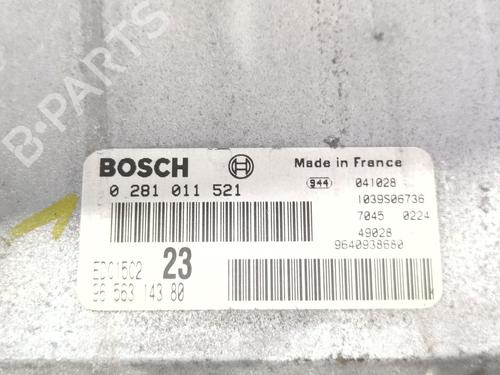 B-PARTS
BOSCH Made in France
0 281 011 521 944 041028
1039S06736
7045 0224
49028
9640938680
EDC15C2 23
96 563 143 80